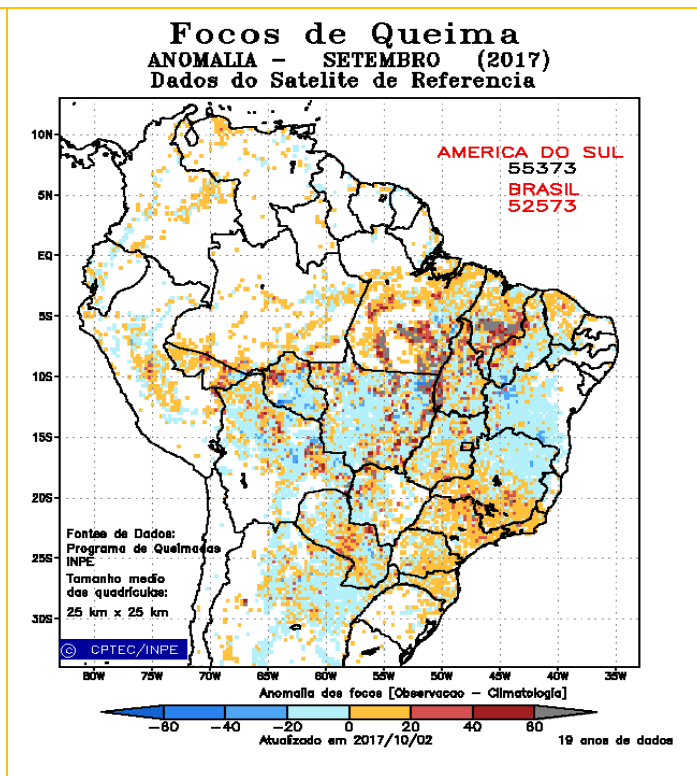 Focos de Queima
ANOMALIA - SETEMBRO (2017)
Dados do Satelite de Referencia
AMERICA DO SUL
55373
BRASIL
52573
10N
5N
EQ
5S
10S
15S
20S
25S
30S
Fontes de Dados:
Programa de Queimadas
INPE
Tamanho medio
das quadrículas:
25 km x 25 km
© CPTEC/INPE
80W 75W 70W 65W 60W 55W 50W 45W 40W 35W
Anomalia dos focos [Observacao - Climatologia]
-60 -40 -20 0 20 40 60
Atualizado em 2017/10/02 19 anos de dados